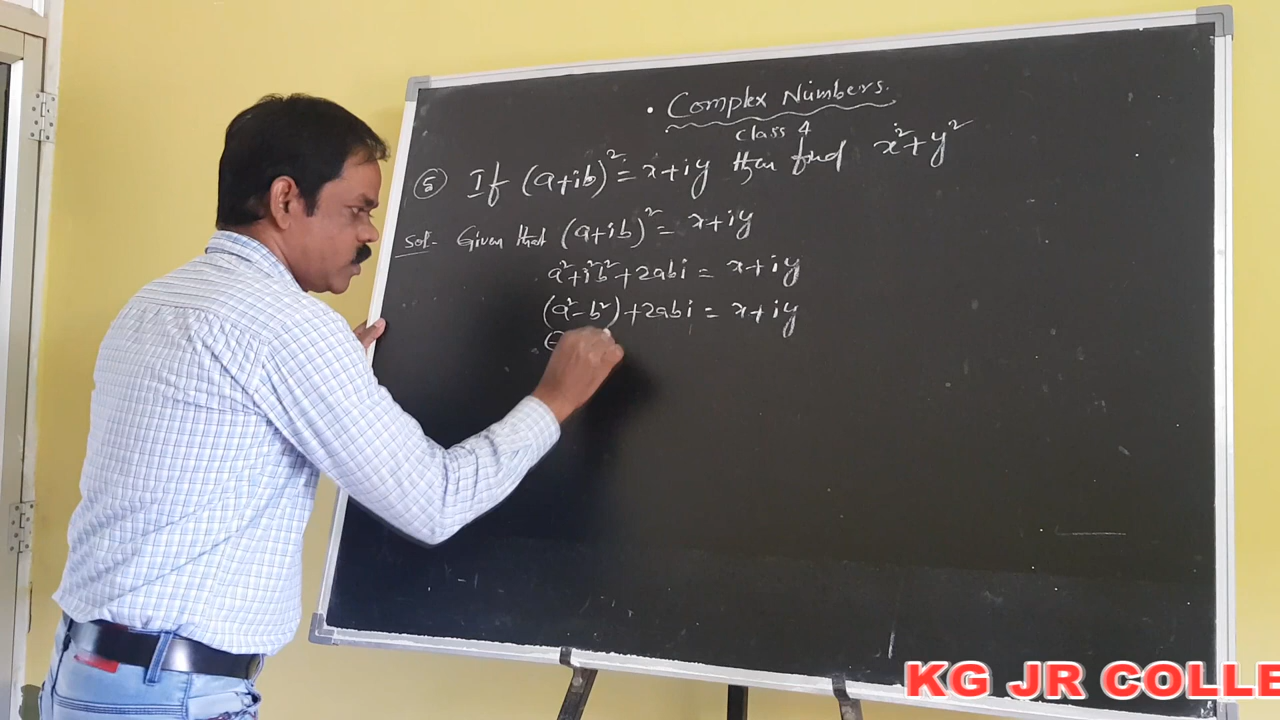 . Complex Numbers.
class 4
⑤ If (a+ib)² = x+iy then find x²+y²
Sol:- Given that (a+ib)² = x+iy
a²+i²b²+2abi = x+iy
(a²-b²)+2abi = x+iy
KG JR COLLE